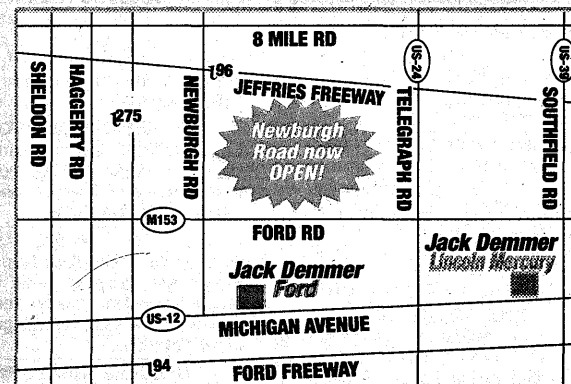 8 MILE RD
US-24
US-39
96
JEFFRIES FREEWAY
SHELDON RD
HAGGERTY RD
275
NEWBURGH RD
TELEGRAPH RD
SOUTHFIELD RD
Newburgh
Road now
OPEN!
M153
FORD RD
Jack Demmer
Ford
Jack Demmer
Lincoln Mercury
US-12
MICHIGAN AVENUE
94
FORD FREEWAY